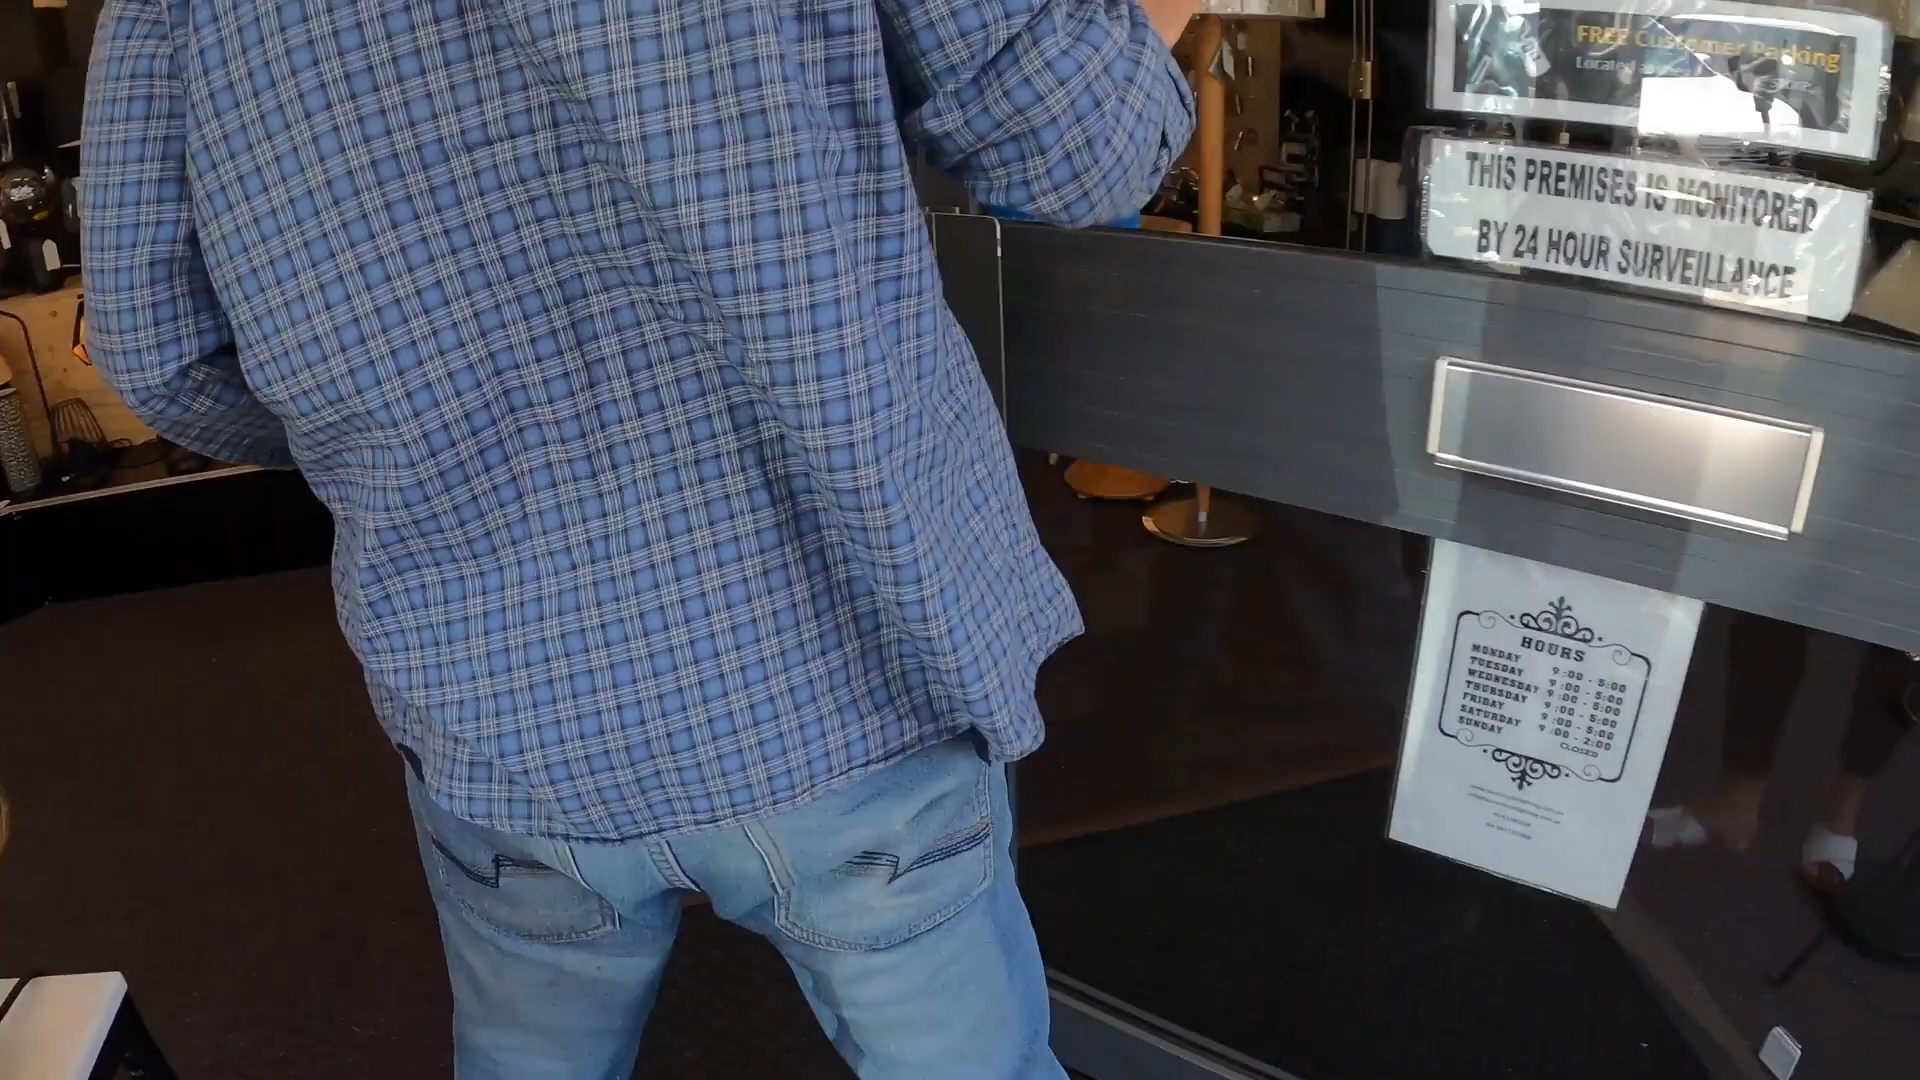 FREE Customer Parking
Located
THIS PREMISES IS MONITORED
BY 24 HOUR SURVEILLANCE
HOURS
MONDAY 9:00 - 5:00
TUESDAY 9:00 - 5:00
WEDNESDAY 9:00 - 5:00
THURSDAY 9:00 - 5:00
FRIDAY 9:00 - 5:00
SATURDAY 9:00 - 2:00
SUNDAY CLOSED